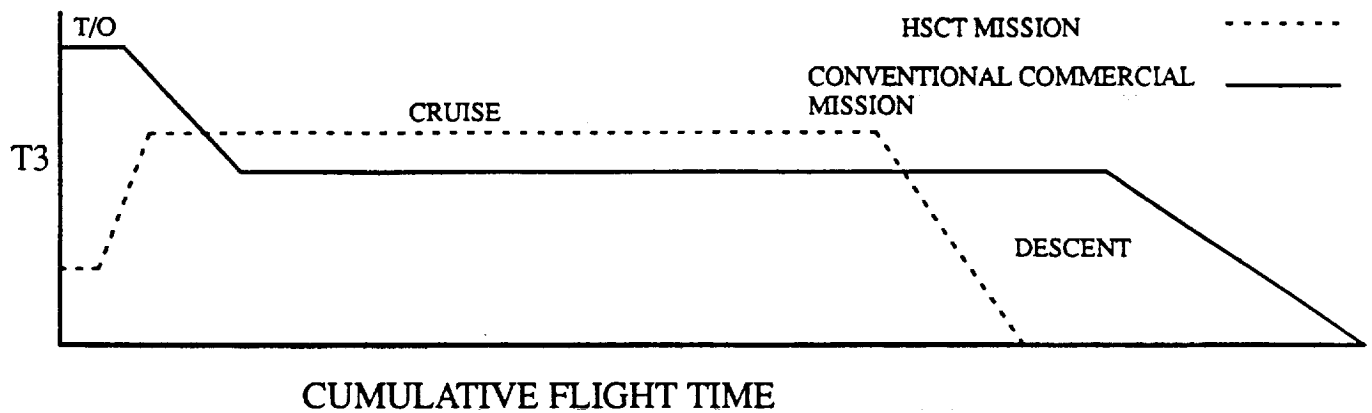 T/O
HSCT MISSION
CONVENTIONAL COMMERCIAL
MISSION
CRUISE
T3
DESCENT
CUMULATIVE FLIGHT TIME